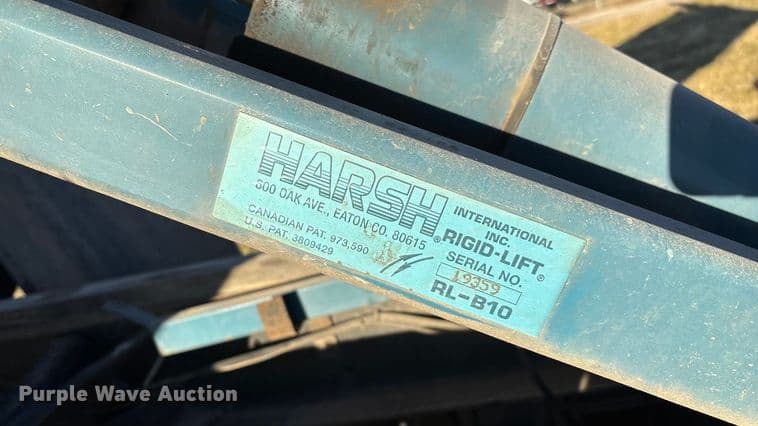 HARSH®
INTERNATIONAL
INC.
300 OAK AVE., EATON CO. 80615
RIGID-LIFT®
CANADIAN PAT. 973,590
U.S. PAT. 3809429
SERIAL NO.
19359
RL-B10
Purple Wave Auction